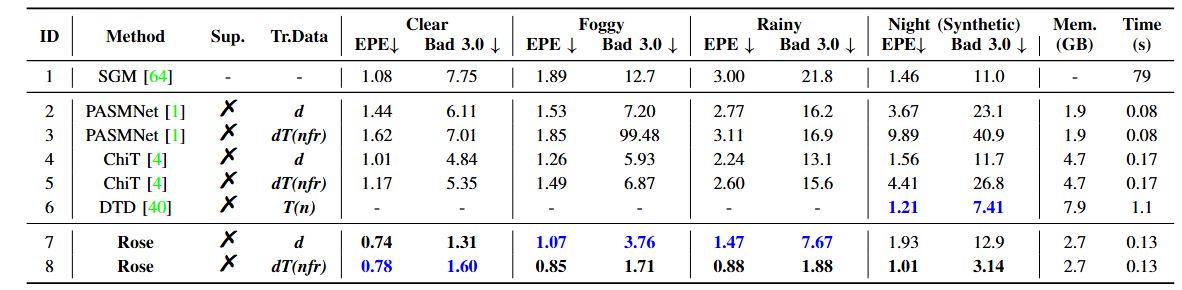 ID Method Sup. Tr.Data Clear Foggy Rainy Night (Synthetic) Mem. Time
EPE↓ Bad 3.0 ↓ EPE ↓ Bad 3.0 ↓ EPE ↓ Bad 3.0 ↓ EPE↓ Bad 3.0 ↓ (GB) (s)
1 SGM [64] - - 1.08 7.75 1.89 12.7 3.00 21.8 1.46 11.0 - 79
2 PASMNet [1] ✗ d 1.44 6.11 1.53 7.20 2.77 16.2 3.67 23.1 1.9 0.08
3 PASMNet [1] ✗ dT(nfr) 1.62 7.01 1.85 99.48 3.11 16.9 9.89 40.9 1.9 0.08
4 ChiT [4] ✗ d 1.01 4.84 1.26 5.93 2.24 13.1 1.56 11.7 4.7 0.17
5 ChiT [4] ✗ dT(nfr) 1.17 5.35 1.49 6.87 2.60 15.6 4.41 26.8 4.7 0.17
6 DTD [40] ✗ T(n) - - - - - - 1.21 7.41 7.9 1.1
7 Rose ✗ d 0.74 1.31 1.07 3.76 1.47 7.67 1.93 12.9 2.7 0.13
8 Rose ✗ dT(nfr) 0.78 1.60 0.85 1.71 0.88 1.88 1.01 3.14 2.7 0.13